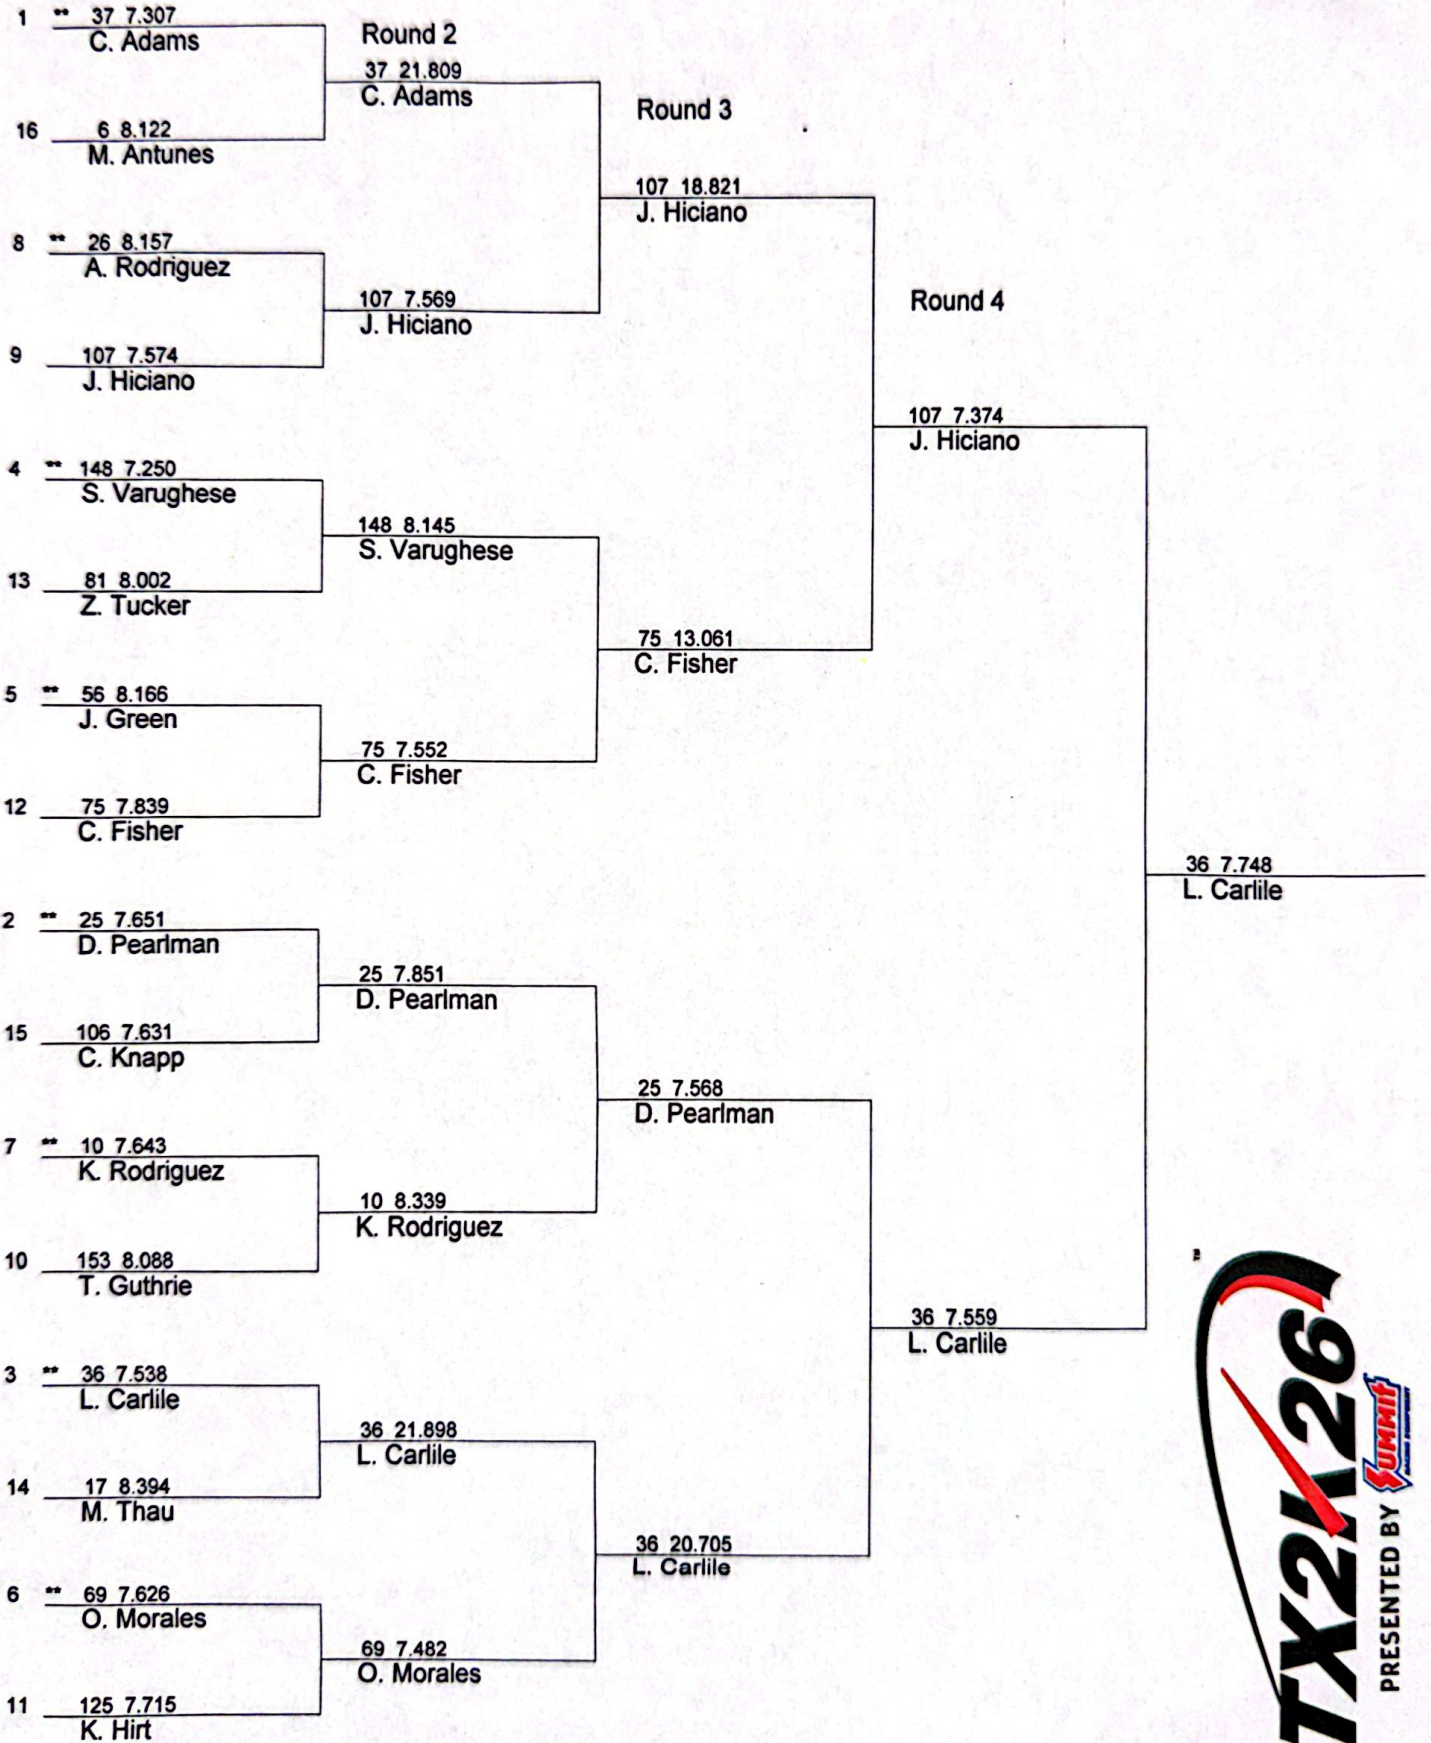 1 ** 37 7.307
C. Adams
16 6 8.122
M. Antunes
8 ** 26 8.157
A. Rodriguez
9 107 7.574
J. Hiciano
4 ** 148 7.250
S. Varughese
13 81 8.002
Z. Tucker
5 ** 56 8.166
J. Green
12 75 7.839
C. Fisher
2 ** 25 7.651
D. Pearlman
15 106 7.631
C. Knapp
7 ** 10 7.643
K. Rodriguez
10 153 8.088
T. Guthrie
3 ** 36 7.538
L. Carlile
14 17 8.394
M. Thau
6 ** 69 7.626
O. Morales
11 125 7.715
K. Hirt
Round 2
37 21.809
C. Adams
107 7.569
J. Hiciano
148 8.145
S. Varughese
75 7.552
C. Fisher
25 7.851
D. Pearlman
10 8.339
K. Rodriguez
36 21.898
L. Carlile
69 7.482
O. Morales
Round 3
107 18.821
J. Hiciano
75 13.061
C. Fisher
25 7.568
D. Pearlman
36 20.705
L. Carlile
Round 4
107 7.374
J. Hiciano
36 7.559
L. Carlile
36 7.748
L. Carlile
TX2K26 ™
PRESENTED BY SUMMIT
RACING EQUIPMENT